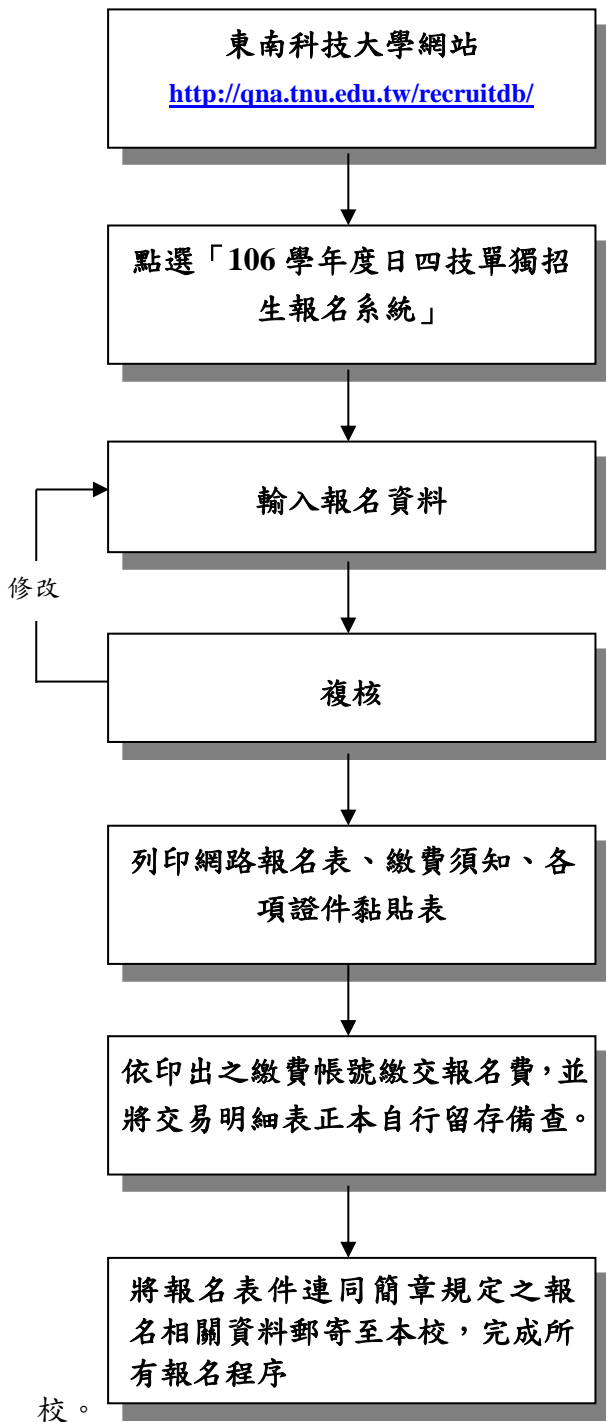 東南科技大學網站
http://qna.tnu.edu.tw/recruitdb/
點選「106 學年度日四技單獨招
生報名系統」
輸入報名資料
修改
複核
列印網路報名表、繳費須知、各
項證件黏貼表
依印出之繳費帳號繳交報名費，並
將交易明細表正本自行留存備查。
將報名表件連同簡章規定之報
名相關資料郵寄至本校，完成所
有報名程序
校。